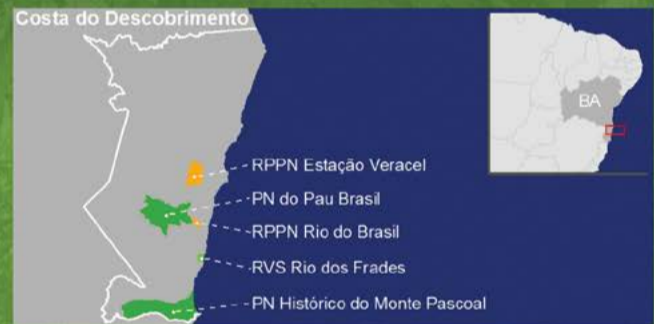 Costa do Descobrimento
BA
RPPN Estação Veracel
PN do Pau Brasil
RPPN Rio do Brasil
RVS Rio dos Frades
PN Histórico do Monte Pascoal